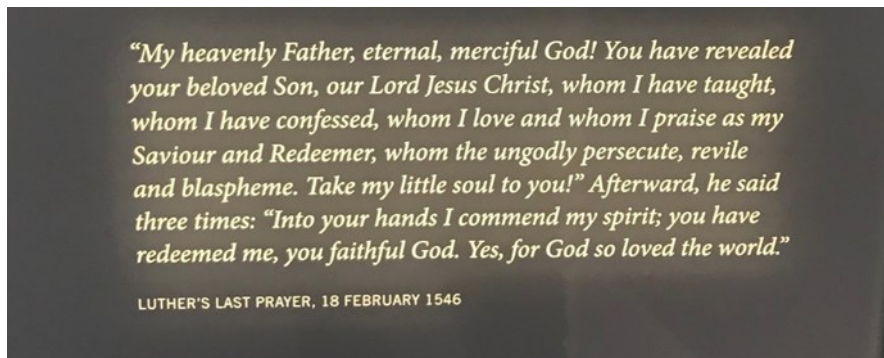 “My heavenly Father, eternal, merciful God! You have revealed
your beloved Son, our Lord Jesus Christ, whom I have taught,
whom I have confessed, whom I love and whom I praise as my
Saviour and Redeemer, whom the ungodly persecute, revile
and blaspheme. Take my little soul to you!” Afterward, he said
three times: “Into your hands I commend my spirit; you have
redeemed me, you faithful God. Yes, for God so loved the world.”
LUTHER’S LAST PRAYER, 18 FEBRUARY 1546